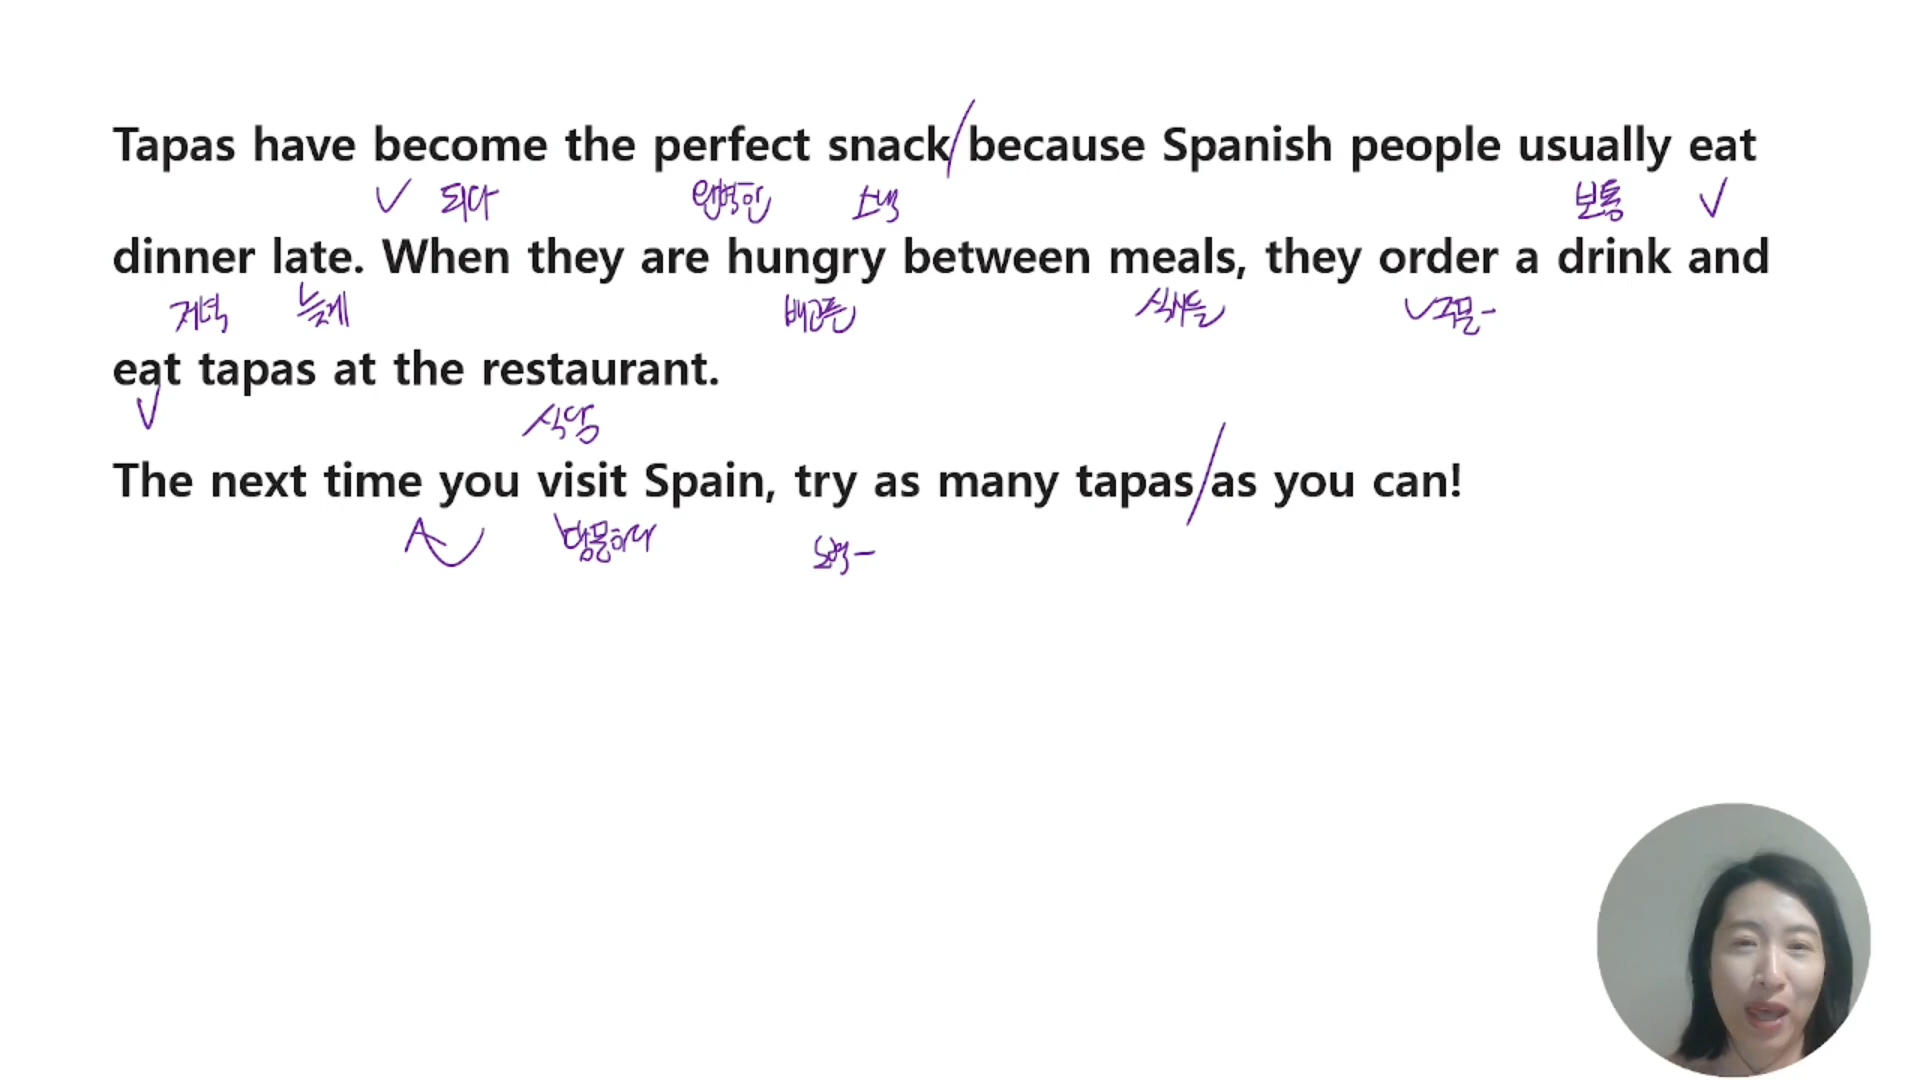 Tapas have become the perfect snack/because Spanish people usually eat
✓ 되다 완벽한 스낵 보통 ✓
dinner late. When they are hungry between meals, they order a drink and
저녁 늦게 배고픈 식사들 ✓주문-
eat tapas at the restaurant.
✓ 식당
The next time you visit Spain, try as many tapas/as you can!
방문하다